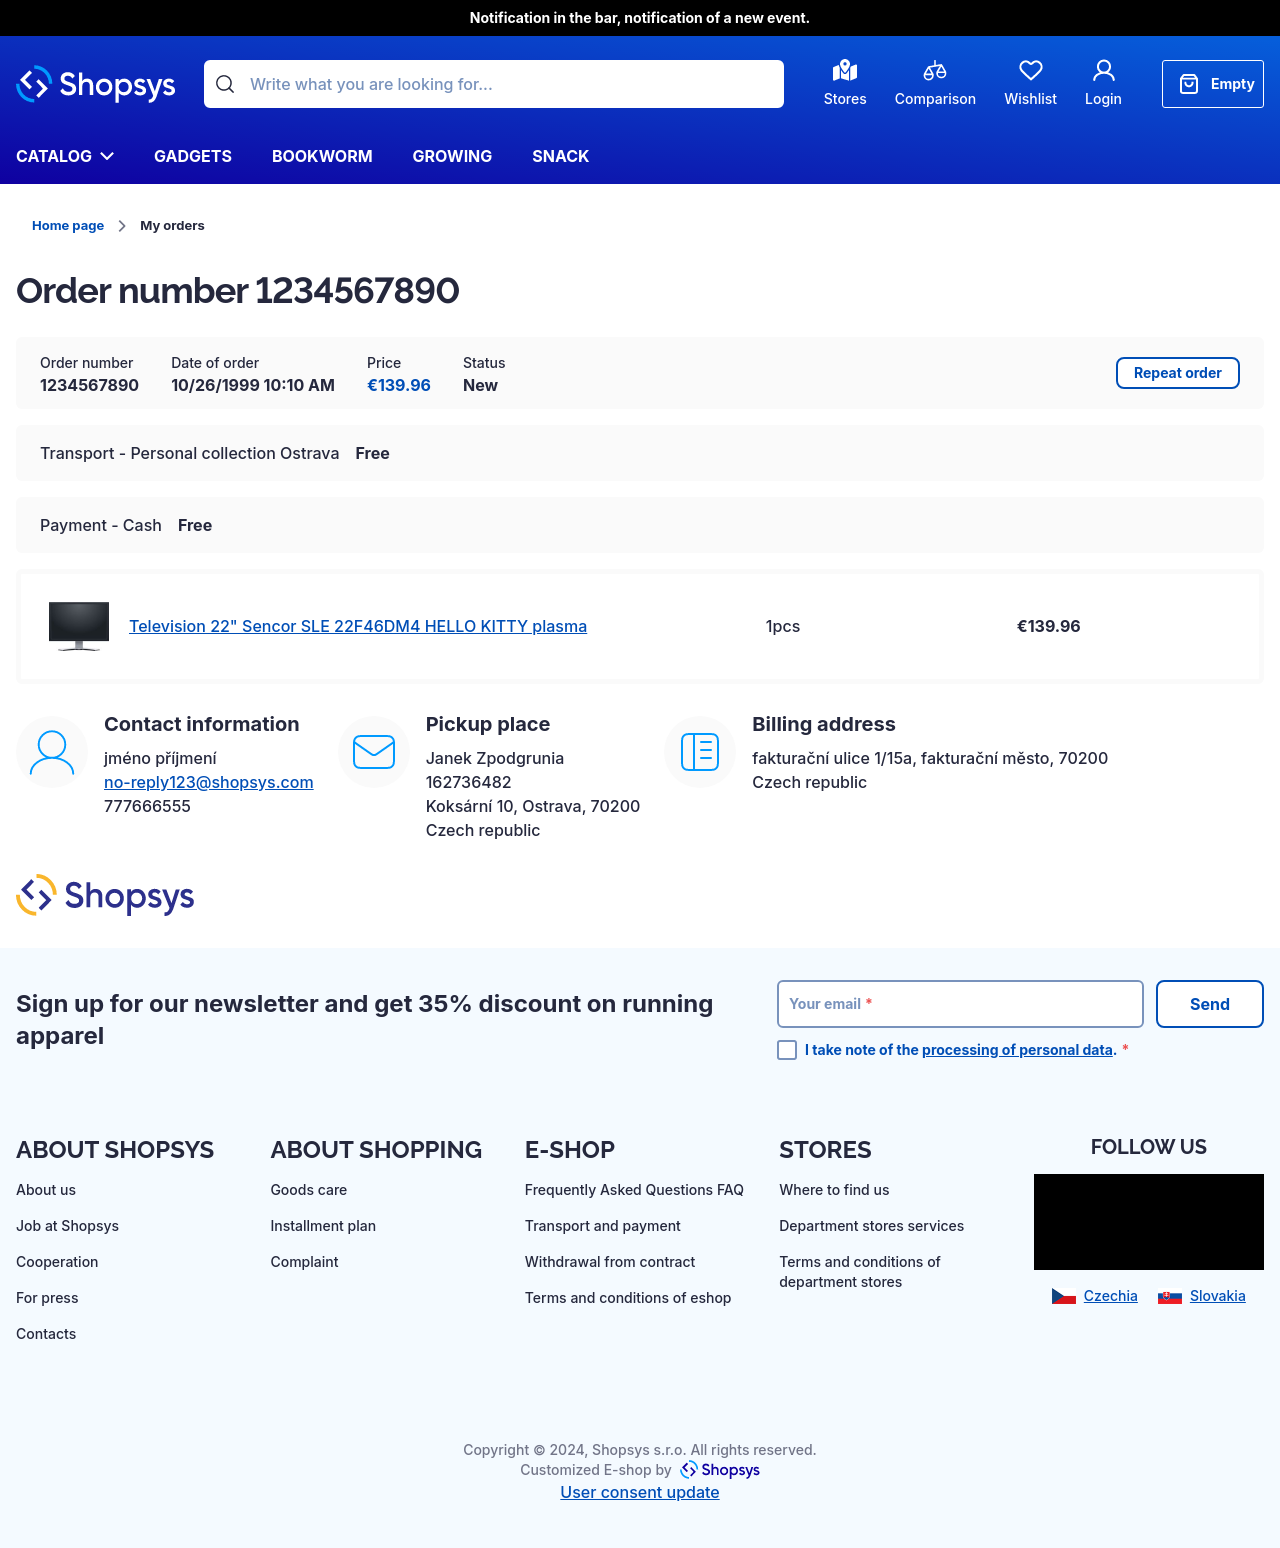 Notification in the bar, notification of a new event.
Shopsys
Write what you are looking for...
Stores
Comparison
Wishlist
Login
Empty
CATALOG
GADGETS
BOOKWORM
GROWING
SNACK
Home page
My orders
Order number 1234567890
Order number
1234567890
Date of order
10/26/1999 10:10 AM
Price
€139.96
Status
New
Repeat order
Transport - Personal collection Ostrava Free
Payment - Cash Free
Television 22" Sencor SLE 22F46DM4 HELLO KITTY plasma
1pcs
€139.96
Contact information
jméno příjmení
no-reply123@shopsys.com
777666555
Pickup place
Janek Zpodgrunia
162736482
Koksární 10, Ostrava, 70200
Czech republic
Billing address
fakturační ulice 1/15a, fakturační město, 70200
Czech republic
Shopsys
Sign up for our newsletter and get 35% discount on running
apparel
Your email *
Send
I take note of the processing of personal data. *
ABOUT SHOPSYS
About us
Job at Shopsys
Cooperation
For press
Contacts
ABOUT SHOPPING
Goods care
Installment plan
Complaint
E-SHOP
Frequently Asked Questions FAQ
Transport and payment
Withdrawal from contract
Terms and conditions of eshop
STORES
Where to find us
Department stores services
Terms and conditions of
department stores
FOLLOW US
Czechia
Slovakia
Copyright © 2024, Shopsys s.r.o. All rights reserved.
Customized E-shop by Shopsys
User consent update